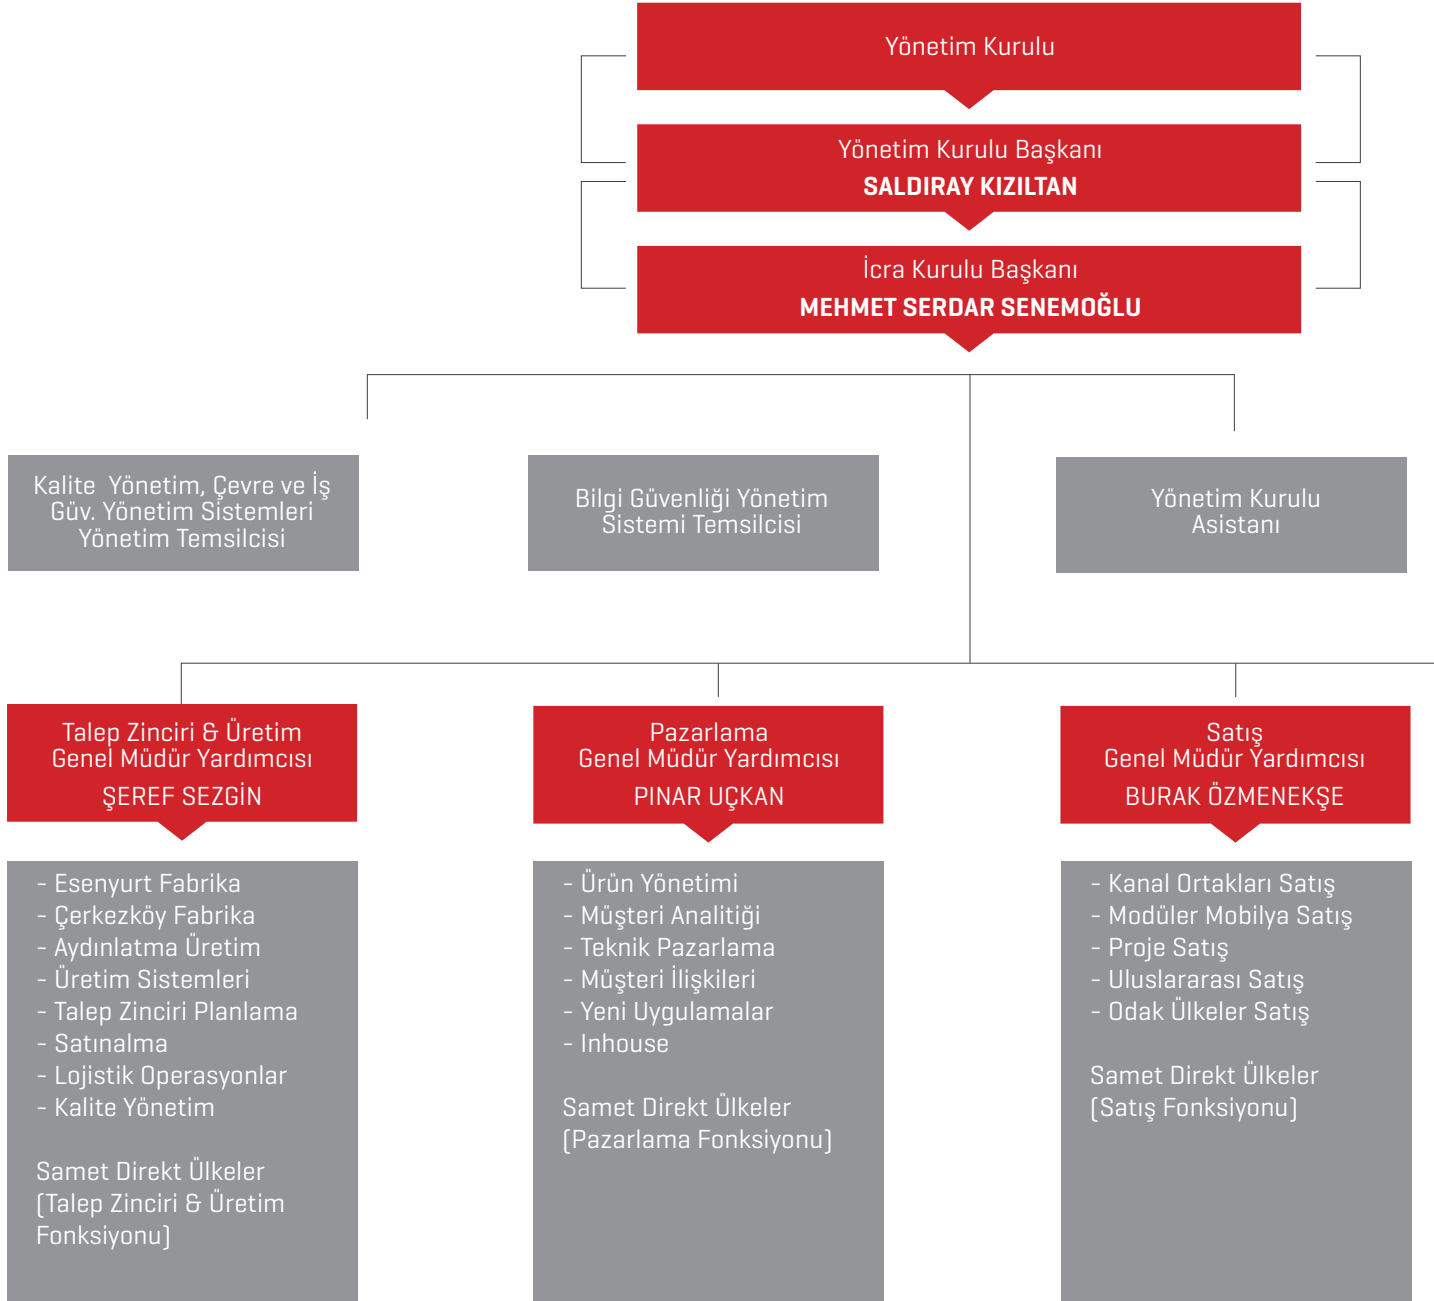 Yönetim Kurulu
Yönetim Kurulu Başkanı
SALDIRAY KIZILTAN
İcra Kurulu Başkanı
MEHMET SERDAR SENEMOĞLU
Kalite Yönetim, Çevre ve İş
Güv. Yönetim Sistemleri
Yönetim Temsilcisi
Bilgi Güvenliği Yönetim
Sistemi Temsilcisi
Yönetim Kurulu
Asistanı
Talep Zinciri & Üretim
Genel Müdür Yardımcısı
ŞEREF SEZGİN
- Esenyurt Fabrika
- Çerkezköy Fabrika
- Aydınlatma Üretim
- Üretim Sistemleri
- Talep Zinciri Planlama
- Satınalma
- Lojistik Operasyonlar
- Kalite Yönetim
Samet Direkt Ülkeler
(Talep Zinciri & Üretim
Fonksiyonu)
Pazarlama
Genel Müdür Yardımcısı
PINAR UÇKAN
- Ürün Yönetimi
- Müşteri Analitiği
- Teknik Pazarlama
- Müşteri İlişkileri
- Yeni Uygulamalar
- Inhouse
Samet Direkt Ülkeler
(Pazarlama Fonksiyonu)
Satış
Genel Müdür Yardımcısı
BURAK ÖZMENEKŞE
- Kanal Ortakları Satış
- Modüler Mobilya Satış
- Proje Satış
- Uluslararası Satış
- Odak Ülkeler Satış
Samet Direkt Ülkeler
(Satış Fonksiyonu)